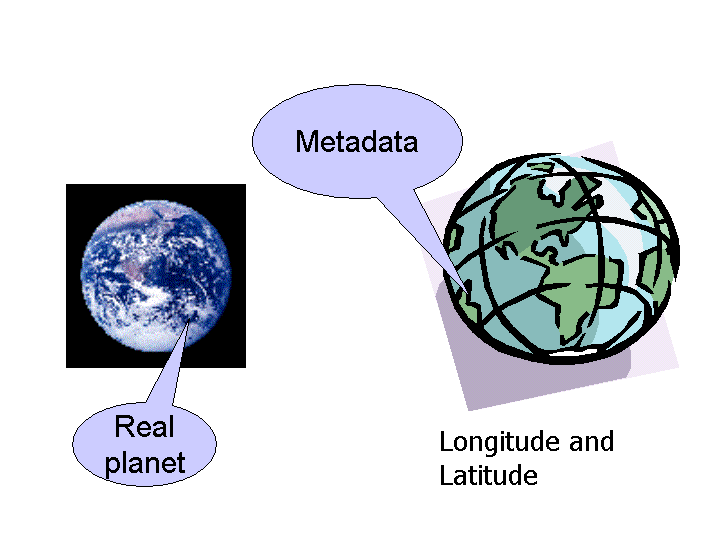 Metadata
Real
planet
Longitude and
Latitude